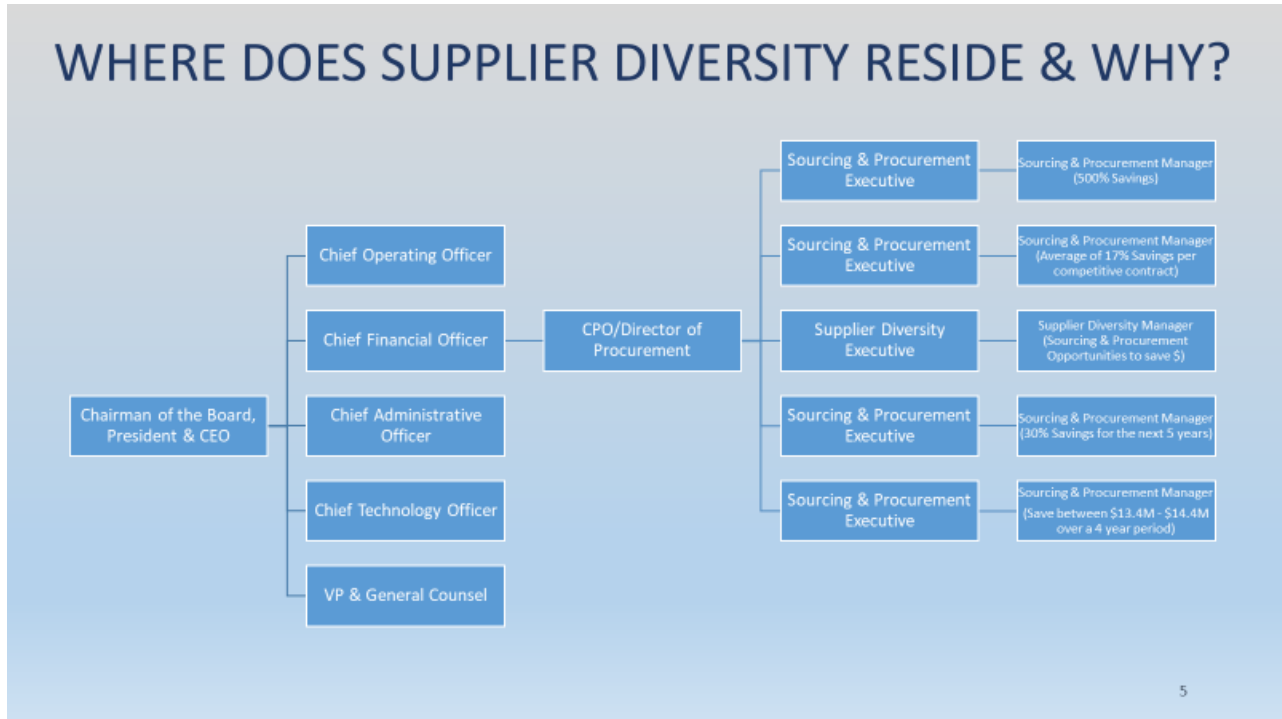 WHERE DOES SUPPLIER DIVERSITY RESIDE & WHY?
Chairman of the Board,
President & CEO
Chief Operating Officer
Chief Financial Officer
Chief Administrative
Officer
Chief Technology Officer
VP & General Counsel
CPO/Director of
Procurement
Sourcing & Procurement
Executive
Sourcing & Procurement Manager
(500% Savings)
Sourcing & Procurement
Executive
Sourcing & Procurement Manager
(Average of 17% Savings per
competitive contract)
Supplier Diversity
Executive
Supplier Diversity Manager
(Sourcing & Procurement
Opportunities to save $)
Sourcing & Procurement
Executive
Sourcing & Procurement Manager
(30% Savings for the next 5 years)
Sourcing & Procurement
Executive
Sourcing & Procurement Manager
(Save between $13.4M - $14.4M
over a 4 year period)
5